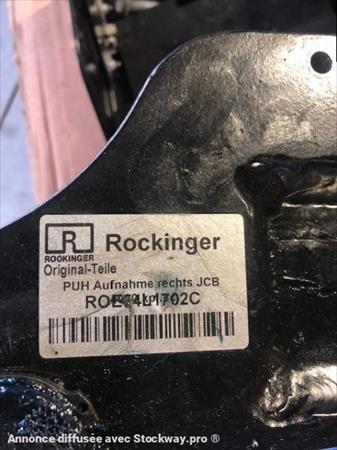 R Rockinger
ROCKINGER
Original-Teile
PUH Aufnahme rechts JCB
Annonce diffusée avec Stockway.pro ®